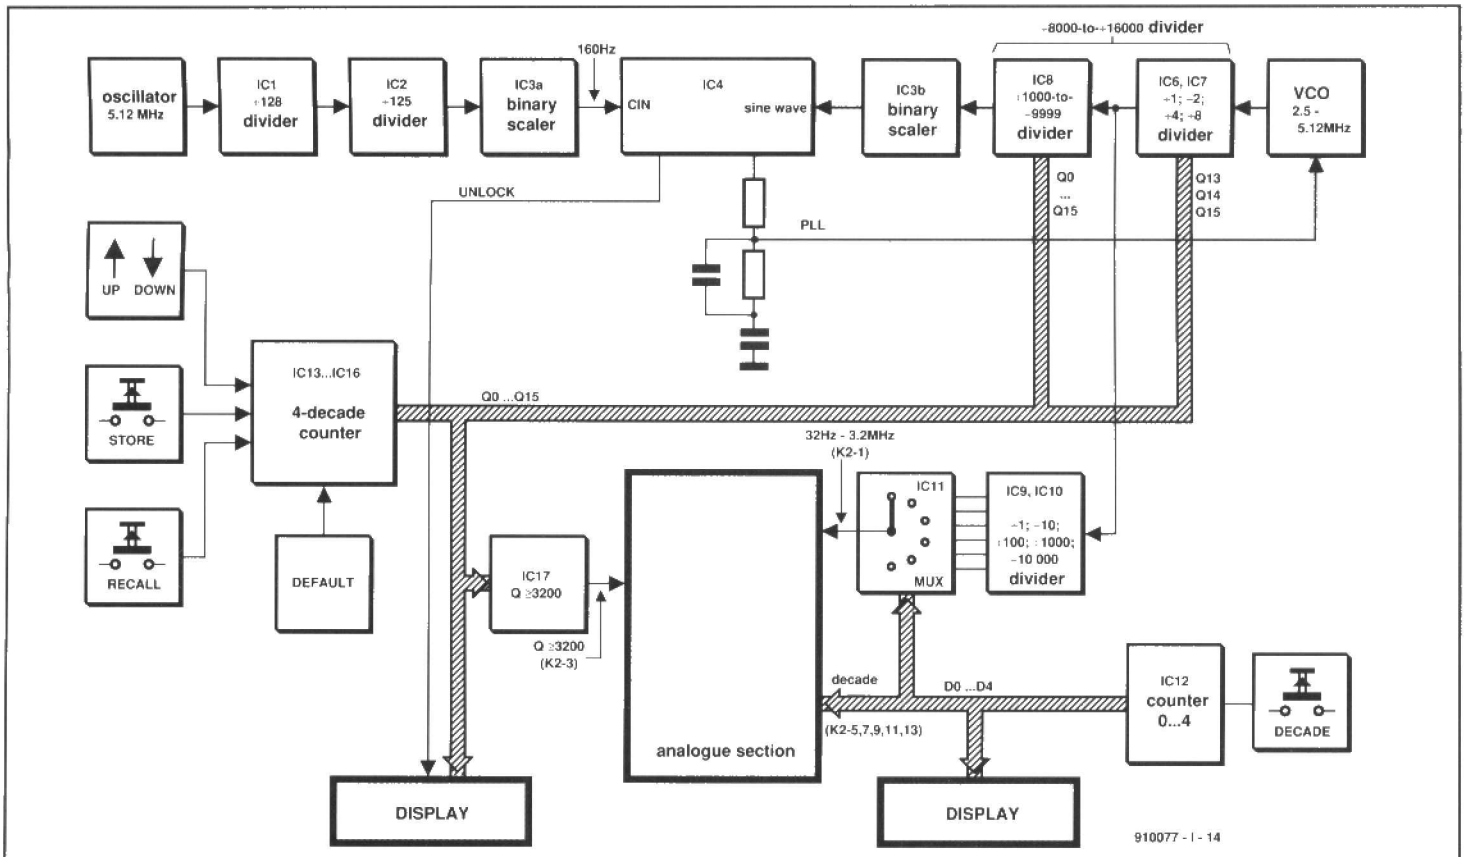 ÷8000-to-÷16000 divider
160Hz
oscillator
5.12 MHz
IC1
÷128
divider
IC2
÷125
divider
IC3a
binary
scaler
IC4
CIN
sine wave
IC3b
binary
scaler
IC8
÷1000-to-
÷9999
divider
IC6, IC7
÷1; ÷2;
÷4; ÷8
divider
VCO
2.5 -
5.12MHz
UNLOCK
Q0
...
Q15
Q13
Q14
Q15
PLL
UP DOWN
STORE
RECALL
IC13...IC16
4-decade
counter
DEFAULT
Q0 ...Q15
32Hz - 3.2MHz
(K2-1)
IC17
Q ≥3200
Q ≥3200
(K2-3)
IC11
MUX
IC9, IC10
÷1; ÷10;
÷100; ÷1000;
÷10 000
divider
decade
D0 ...D4
(K2-5,7,9,11,13)
analogue section
IC12
counter
0...4
DECADE
DISPLAY
DISPLAY
910077 - I - 14